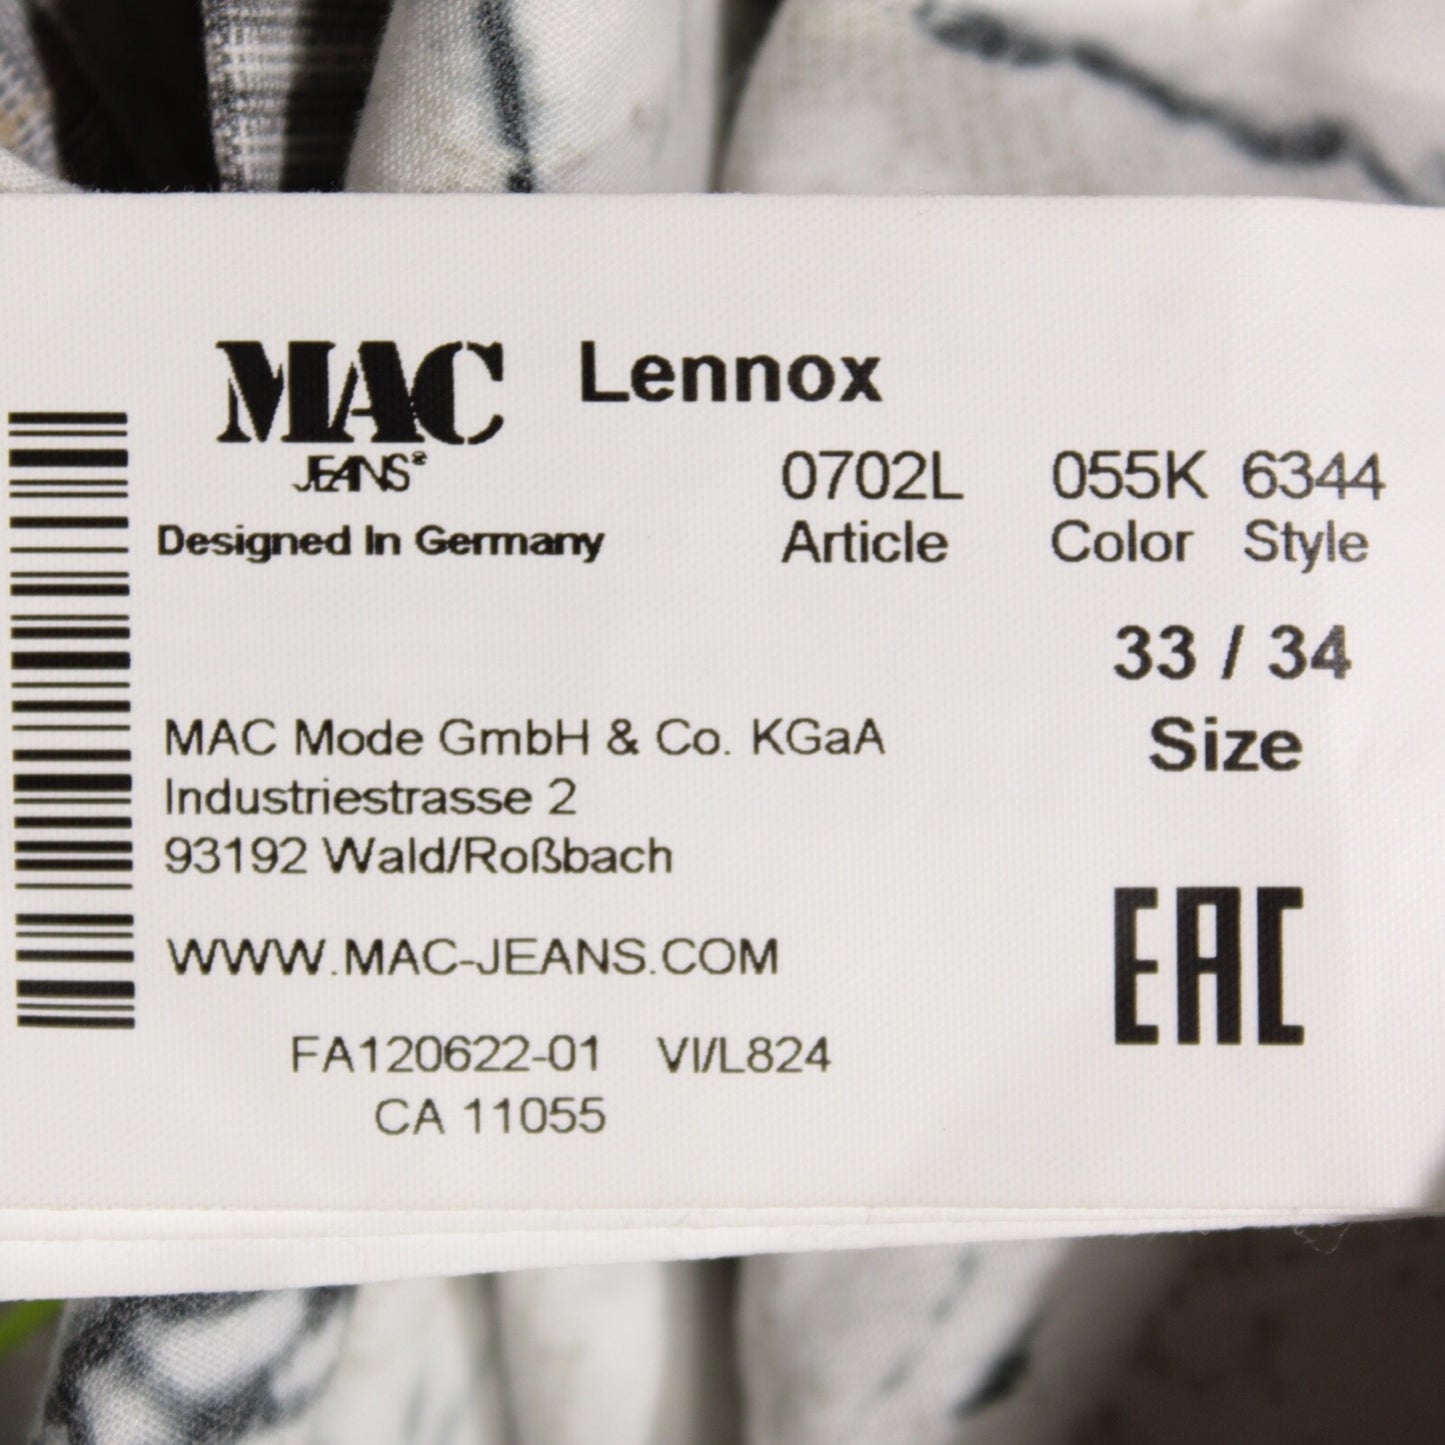 MAC Lennox
JEANS
Designed In Germany
0702L 055K 6344
Article Color Style
33 / 34
Size
MAC Mode GmbH & Co. KGaA
Industriestrasse 2
93192 Wald/Roßbach
WWW.MAC-JEANS.COM
FA120622-01 VI/L824
CA 11055
EAC